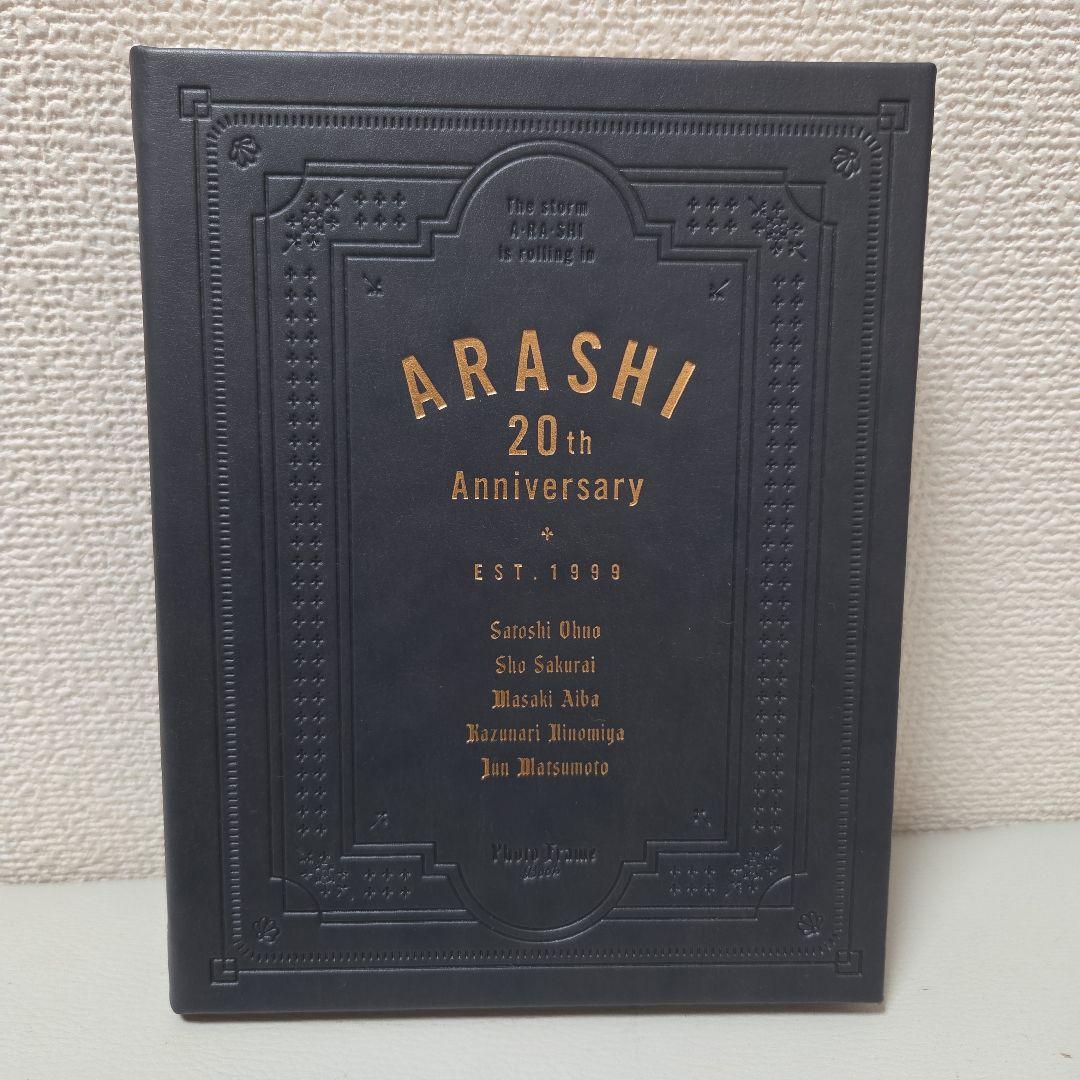 The storm
A·RA·SHI
is rolling in
ARASHI
20th
Anniversary
EST.1999
Satoshi Ohno
Sho Sakurai
Masaki Aiba
Kazunari Ninomiya
Jun Matsumoto
Photo Frame